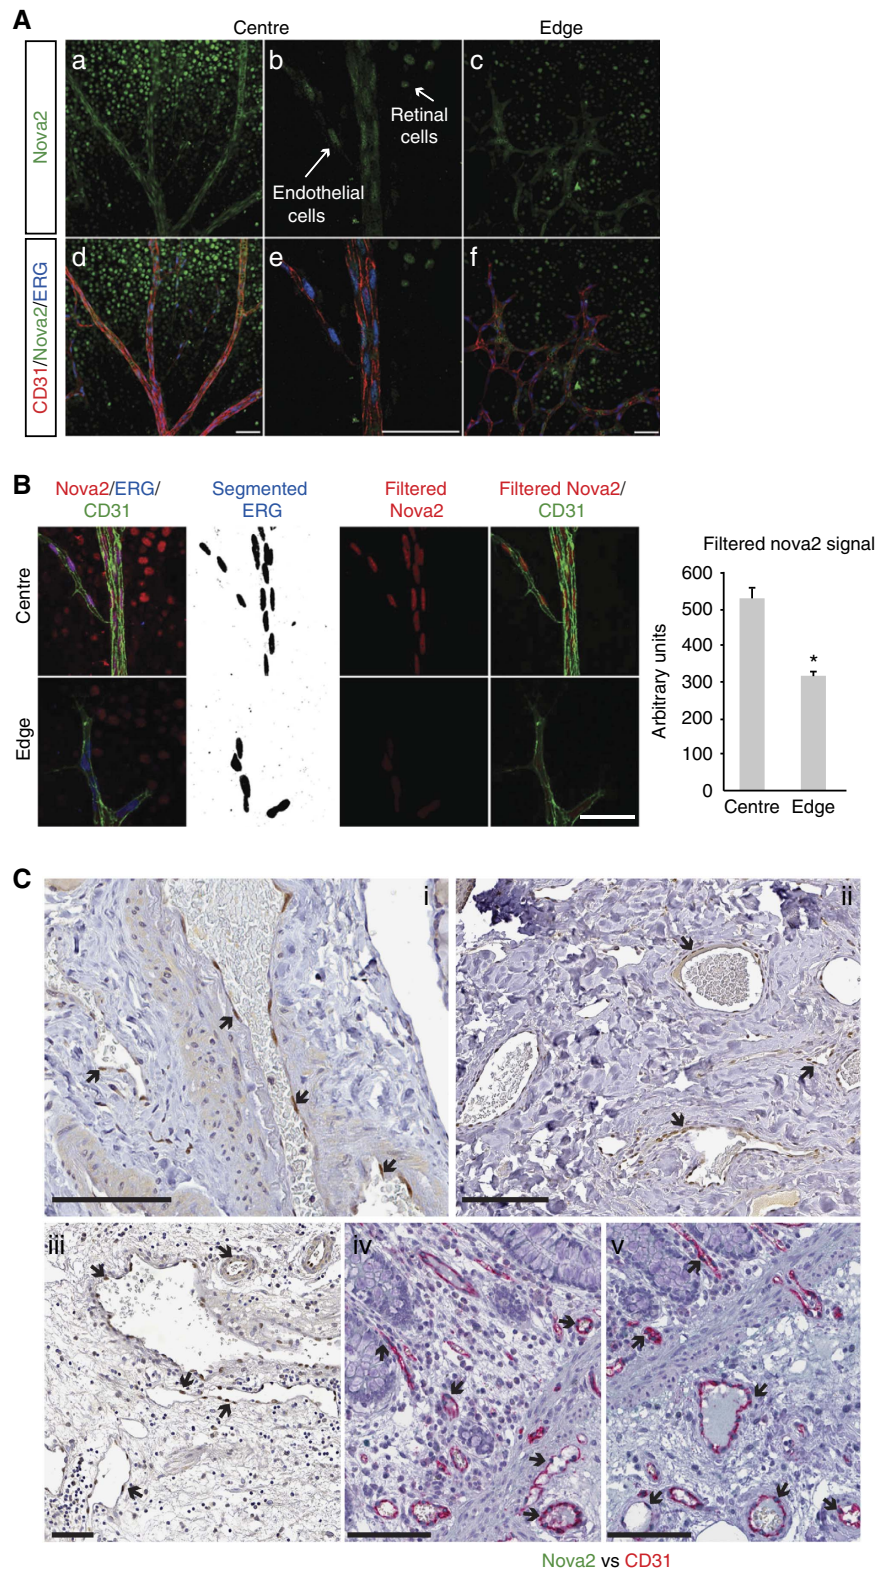 A
Centre
Edge
Nova2
a
b
c
Retinal
cells
Endothelial
cells
CD31/Nova2/ERG
d
e
f
B
Nova2/ERG/
CD31
Segmented
ERG
Filtered
Nova2
Filtered Nova2/
CD31
Centre
Edge
Filtered nova2 signal
Arbitrary units
600
500
400
300
200
100
0
*
Centre
Edge
C
i
ii
iii
iv
v
Nova2 vs CD31